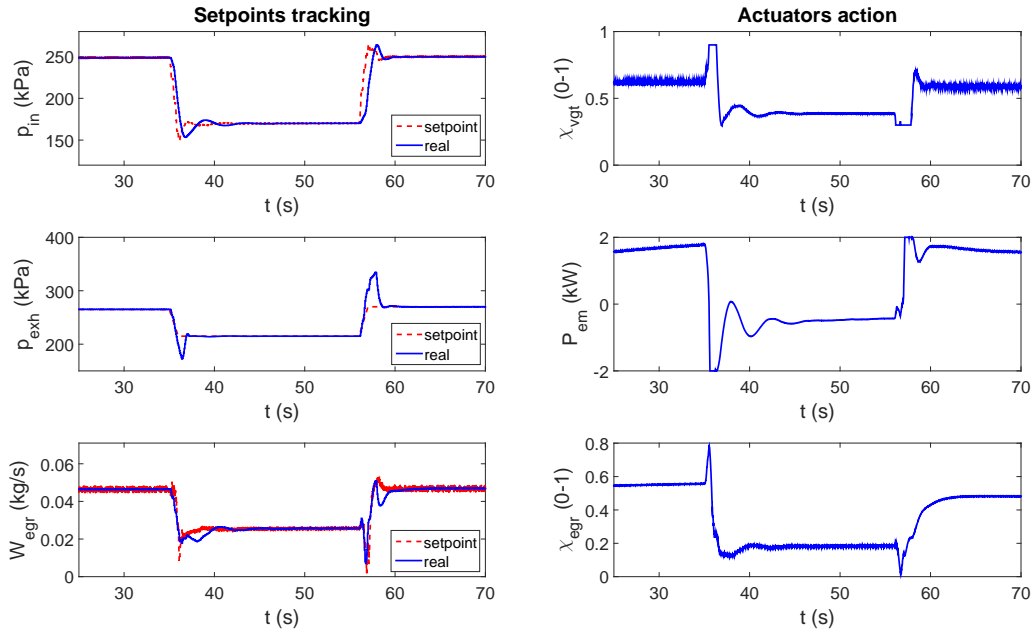 Setpoints tracking
p_in (kPa)
250
200
150
setpoint
real
30 40 50 60 70
t (s)
p_exh (kPa)
400
300
200
setpoint
real
30 40 50 60 70
t (s)
W_egr (kg/s)
0.06
0.04
0.02
0
setpoint
real
30 40 50 60 70
t (s)
Actuators action
χ_vgt (0-1)
1
0.5
0
30 40 50 60 70
t (s)
P_em (kW)
2
0
-2
30 40 50 60 70
t (s)
χ_egr (0-1)
0.8
0.6
0.4
0.2
0
30 40 50 60 70
t (s)